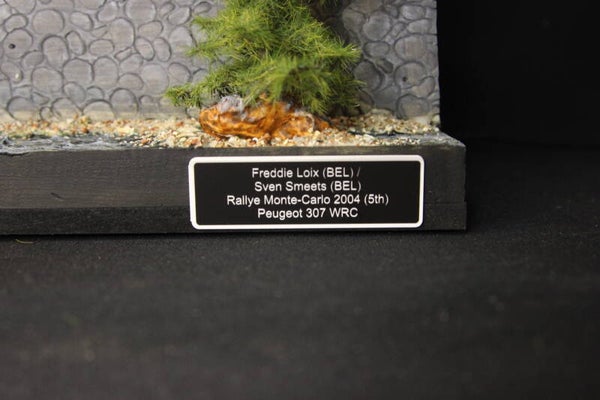 Freddie Loix (BEL) /
Sven Smeets (BEL)
Rallye Monte-Carlo 2004 (5th)
Peugeot 307 WRC